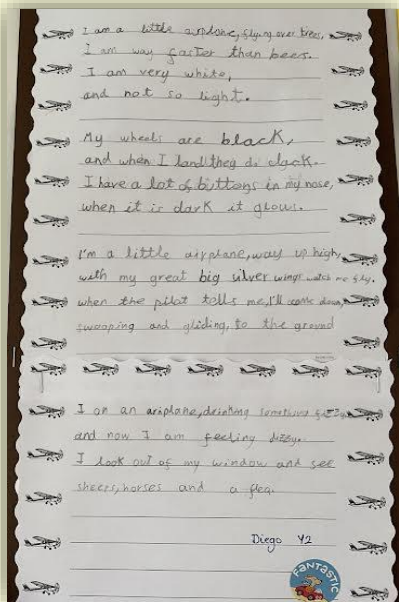 I am a little airplane, flying over trees,
I am way faster than bees.
I am very white,
and not so light.
My wheels are black,
and when I land they do clack.
I have a lot of buttons in my nose,
when it is dark it glows.
I'm a little airplane, way up high,
with my great big silver wings watch me fly.
when the pilot tells me, I'll come down,
swooping and gliding, to the ground
I on an ariplane, drinking something fizzy
and now I am feeling dizzy.
I look out of my window and see
sheeps, horses and a flea.
Diego Y2
FANTASTIC